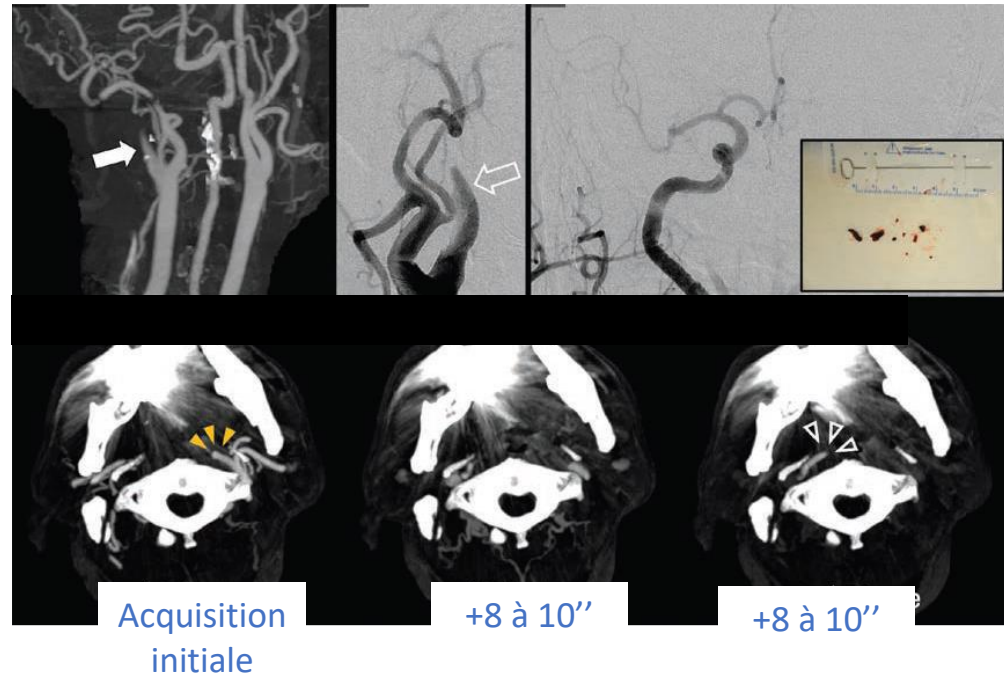 Acquisition
initiale
+8 à 10’’
+8 à 10’’
e